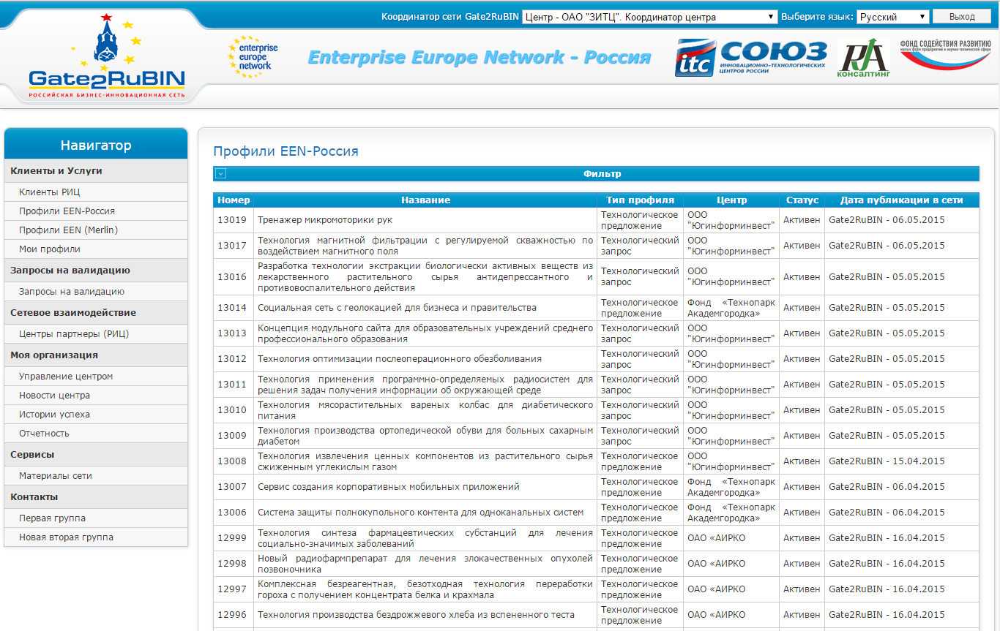 Координатор сети Gate2RuBIN Центр - ОАО "ЗИТЦ". Координатор центра Выберите язык: Русский Выход
Gate2RuBIN
РОССИЙСКАЯ БИЗНЕС-ИННОВАЦИОННАЯ СЕТЬ
enterprise
europe
network
Enterprise Europe Network - Россия
itc
СОЮЗ
ИННОВАЦИОННО-ТЕХНОЛОГИЧЕСКИХ
ЦЕНТРОВ РОССИИ
RA
КОНСАЛТИНГ
ФОНД СОДЕЙСТВИЯ РАЗВИТИЮ
малых форм предприятий в научно-технической сфере
Навигатор
Клиенты и Услуги
Клиенты РИЦ
Профили EEN-Россия
Профили EEN (Merlin)
Мои профили
Запросы на валидацию
Запросы на валидацию
Сетевое взаимодействие
Центры партнеры (РИЦ)
Моя организация
Управление центром
Новости центра
Истории успеха
Отчетность
Сервисы
Материалы сети
Контакты
Первая группа
Новая вторая группа
Профили EEN-Россия
Фильтр
Номер Название Тип профиля Центр Статус Дата публикации в сети
13019 Тренажер микромоторики рук Технологическое предложение ООО "Югинформинвест" Активен Gate2RuBIN - 06.05.2015
13017 Технология магнитной фильтрации с регулируемой скважностью по воздействием магнитного поля Технологический запрос ООО "Югинформинвест" Активен Gate2RuBIN - 06.05.2015
13016 Разработка технологии экстракции биологически активных веществ из лекарственного растительного сырья антидепрессантного и противовоспалительного действия Технологический запрос ООО "Югинформинвест" Активен Gate2RuBIN - 05.05.2015
13014 Социальная сеть с геолокацией для бизнеса и правительства Технологическое предложение Фонд «Технопарк Академгородка» Активен Gate2RuBIN - 05.05.2015
13013 Концепция модульного сайта для образовательных учреждений среднего профессионального образования Технологический запрос ООО "Югинформинвест" Активен Gate2RuBIN - 05.05.2015
13012 Технология оптимизации послеоперационного обезболивания Технологический запрос ООО "Югинформинвест" Активен Gate2RuBIN - 05.05.2015
13011 Технология применения программно-определяемых радиосистем для решения задач получения информации об окружающей среде Технологический запрос ООО "Югинформинвест" Активен Gate2RuBIN - 05.05.2015
13010 Технология мясорастительных вареных колбас для диабетического питания Технологический запрос ООО "Югинформинвест" Активен Gate2RuBIN - 05.05.2015
13009 Технология производства ортопедической обуви для больных сахарным диабетом Технологический запрос ООО "Югинформинвест" Активен Gate2RuBIN - 05.05.2015
13008 Технология извлечения ценных компонентов из растительного сырья сжиженным углекислым газом Технологическое предложение ООО "Югинформинвест" Активен Gate2RuBIN - 15.04.2015
13007 Сервис создания корпоративных мобильных приложений Технологическое предложение Фонд «Технопарк Академгородка» Активен Gate2RuBIN - 06.04.2015
13006 Система защиты полнокупольного контента для одноканальных систем Технологическое предложение Фонд «Технопарк Академгородка» Активен Gate2RuBIN - 06.04.2015
12999 Технология синтеза фармацевтических субстанций для лечения социально-значимых заболеваний Технологическое предложение ОАО «АИРКО Активен Gate2RuBIN - 16.04.2015
12998 Новый радиофармпрепарат для лечения злокачественных опухолей позвоночника Технологическое предложение ОАО «АИРКО Активен Gate2RuBIN - 16.04.2015
12997 Комплексная безреагентная, безотходная технология переработки гороха с получением концентрата белка и крахмала Технологическое предложение ОАО «АИРКО Активен Gate2RuBIN - 16.04.2015
12996 Технология производства бездрожжевого хлеба из вспененного теста Технологическое предложение ОАО «АИРКО Активен Gate2RuBIN - 16.04.2015